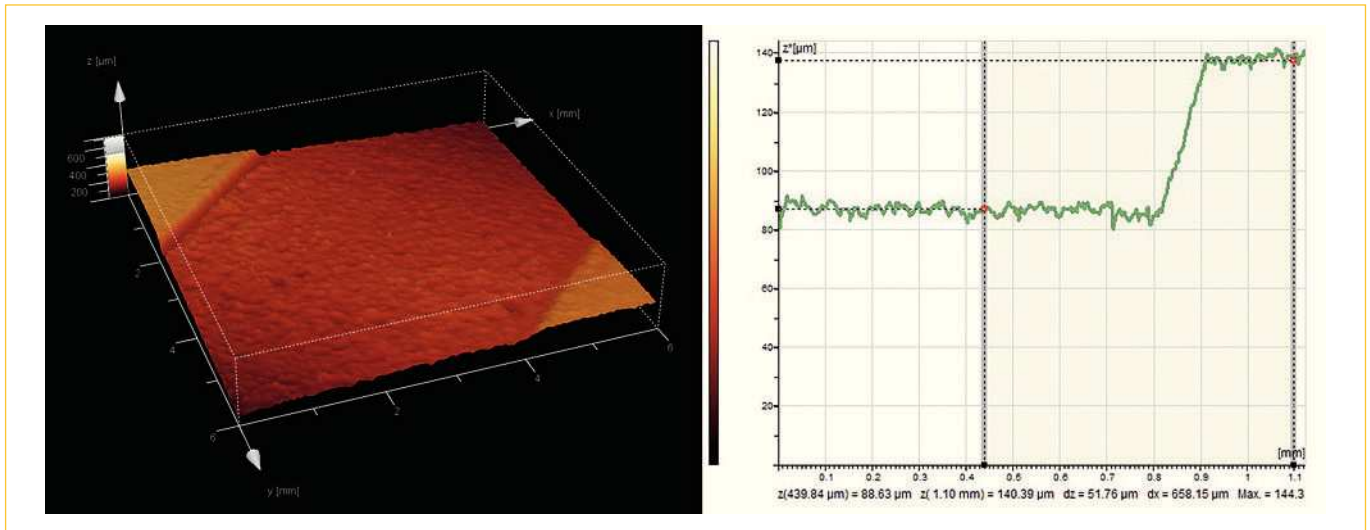 z [µm]
x [mm]
600
400
200
2
4
6
2
4
6
y [mm]
z*[µm]
140
120
100
80
60
40
20
[mm]
0.1 0.2 0.3 0.4 0.5 0.6 0.7 0.8 0.9 1 1.1
z(439.84 µm) = 88.63 µm z( 1.10 mm) = 140.39 µm dz = 51.76 µm dx = 658.15 µm Max. = 144.3